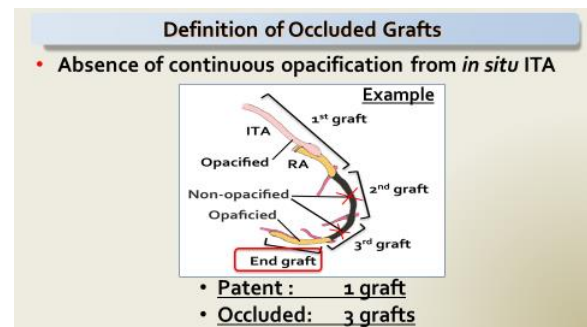 Definition of Occluded Grafts
• Absence of continuous opacification from in situ ITA
Example
1st graft
ITA
Opacified
RA
2nd graft
Non-opacified
Opaficied
3rd graft
End graft
• Patent : 1 graft
• Occluded: 3 grafts